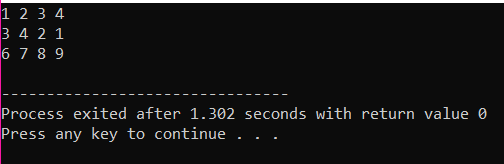 1 2 3 4
3 4 2 1
6 7 8 9
--------------------------------
Process exited after 1.302 seconds with return value 0
Press any key to continue . . .